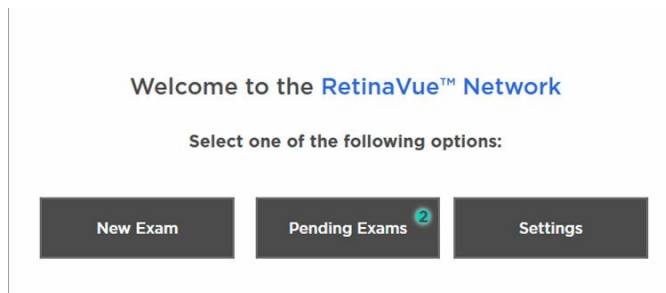 Welcome to the RetinaVue™ Network
Select one of the following options:
New Exam
Pending Exams 2
Settings